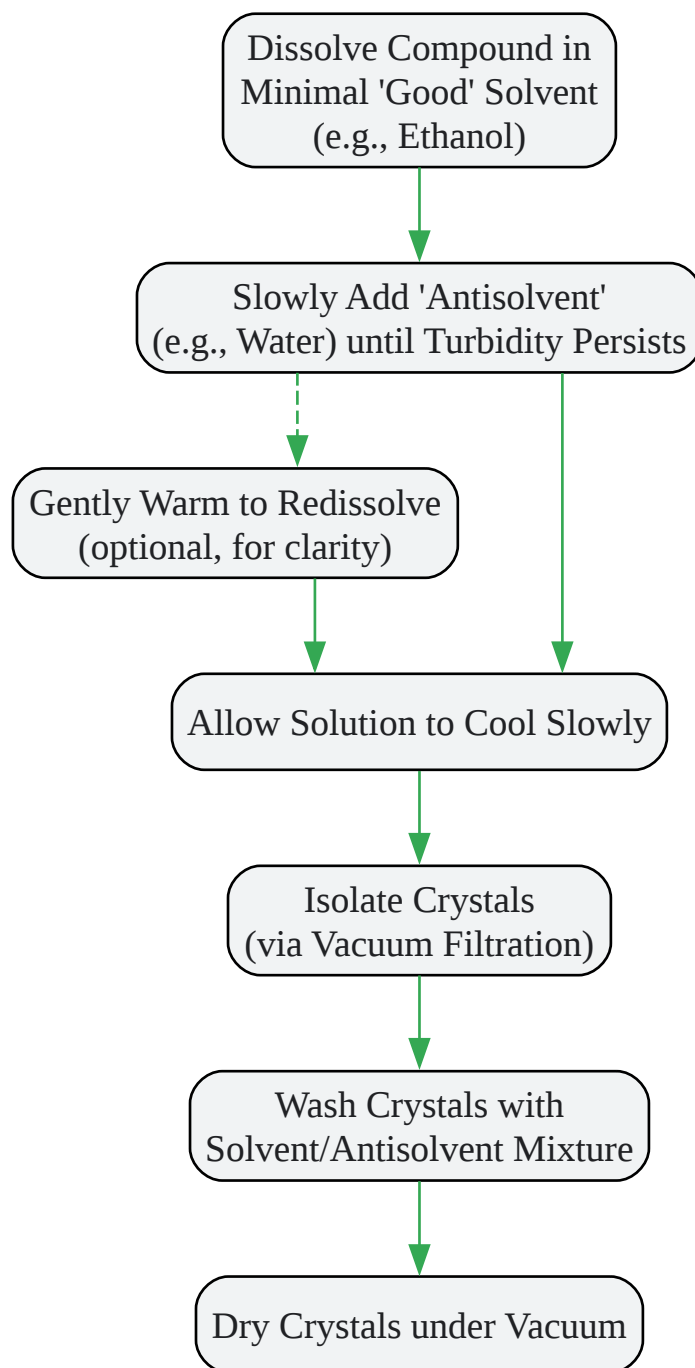 Dissolve Compound in
Minimal 'Good' Solvent
(e.g., Ethanol)
Slowly Add 'Antisolvent'
(e.g., Water) until Turbidity Persists
Gently Warm to Redissolve
(optional, for clarity)
Allow Solution to Cool Slowly
Isolate Crystals
(via Vacuum Filtration)
Wash Crystals with
Solvent/Antisolvent Mixture
Dry Crystals under Vacuum